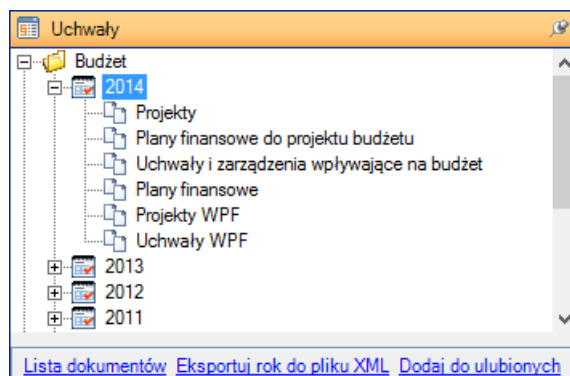 Uchwały
Budżet
2014
Projekty
Plany finansowe do projektu budżetu
Uchwały i zarządzenia wpływające na budżet
Plany finansowe
Projekty WPF
Uchwały WPF
2013
2012
2011
Lista dokumentów Eksportuj rok do pliku XML Dodaj do ulubionych